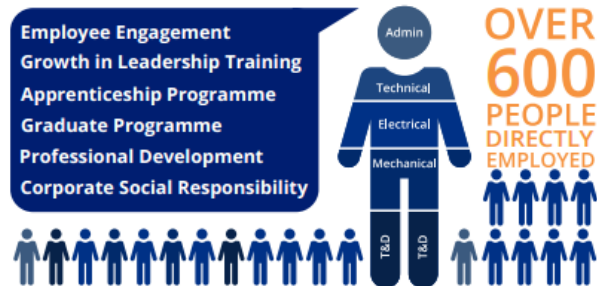 Employee Engagement
Growth in Leadership Training
Apprenticeship Programme
Graduate Programme
Professional Development
Corporate Social Responsibility
Admin
Technical
Electrical
Mechanical
T&D
T&D
OVER
600
PEOPLE
DIRECTLY
EMPLOYED